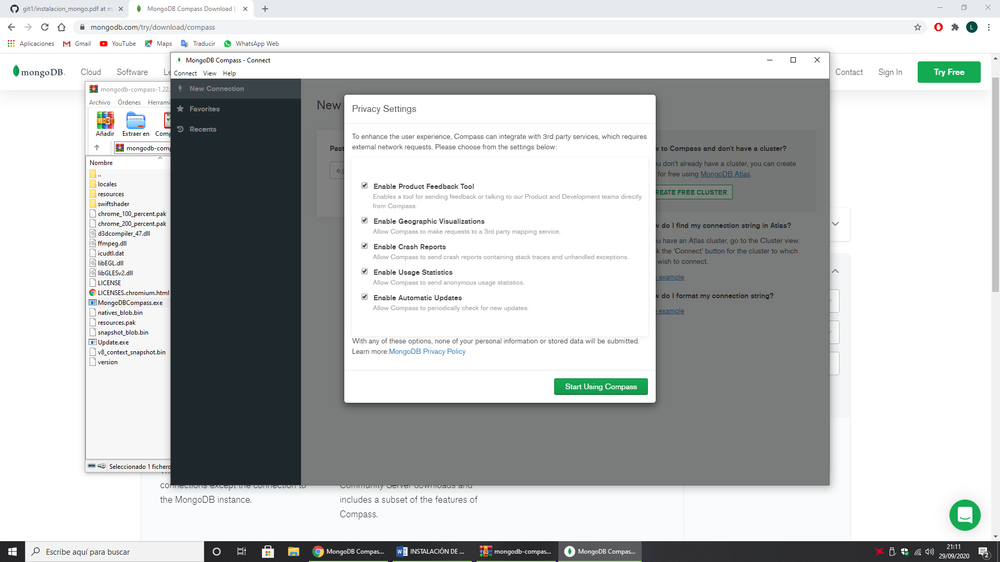 git1/instalacion_mongo.pdf at m
MongoDB Compass Download |
mongodb.com/try/download/compass
L
Aplicaciones
Gmail
YouTube
Maps
Traducir
WhatsApp Web
mongoDB.
Cloud
Software
Le
Contact
Sign In
Try Free
mongodb-compass-1.22.
Archivo
Órdenes
Herrami
Añadir
Extraer en
Comp
mongodb-comp
Nombre
..
locales
resources
swiftshader
chrome_100_percent.pak
chrome_200_percent.pak
d3dcompiler_47.dll
ffmpeg.dll
icudtl.dat
libEGL.dll
libGLESv2.dll
LICENSE
LICENSES.chromium.html
MongoDBCompass.exe
natives_blob.bin
resources.pak
snapshot_blob.bin
Update.exe
v8_context_snapshot.bin
version
Seleccionado 1 fichero
MongoDB Compass - Connect
Connect
View
Help
New Connection
Favorites
Recents
New
Past
e.g
Privacy Settings
To enhance the user experience, Compass can integrate with 3rd party services, which requires
external network requests. Please choose from the settings below:
Enable Product Feedback Tool
Enables a tool for sending feedback or talking to our Product and Development teams directly
from Compass.
Enable Geographic Visualizations
Allow Compass to make requests to a 3rd party mapping service.
Enable Crash Reports
Allow Compass to send crash reports containing stack traces and unhandled exceptions.
Enable Usage Statistics
Allow Compass to send anonymous usage statistics.
Enable Automatic Updates
Allow Compass to periodically check for new updates.
With any of these options, none of your personal information or stored data will be submitted.
Learn more:MongoDB Privacy Policy
Start Using Compass
w to Compass and don't have a cluster?
ou don't already have a cluster, you can create
for free using MongoDB Atlas.
REATE FREE CLUSTER
w do I find my connection string in Atlas?
ou have an Atlas cluster, go to the Cluster view.
k the 'Connect' button for the cluster to which
wish to connect.
example
w do I format my connection string?
example
connections except the connection to
the MongoDB instance.
Community Server downloads and
includes a subset of the features of
Compass.
Escribe aquí para buscar
MongoDB Compas...
INSTALACIÓN DE ...
mongodb-compas...
MongoDB Compas...
21:11
29/09/2020
2